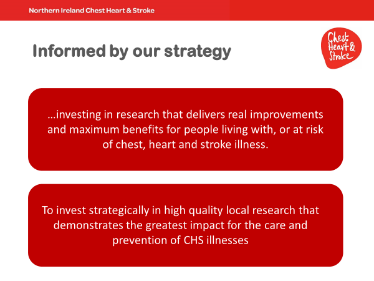 Northern Ireland Chest Heart & Stroke
Informed by our strategy
Chest
Heart &
Stroke
...investing in research that delivers real improvements
and maximum benefits for people living with, or at risk
of chest, heart and stroke illness.
To invest strategically in high quality local research that
demonstrates the greatest impact for the care and
prevention of CHS illnesses